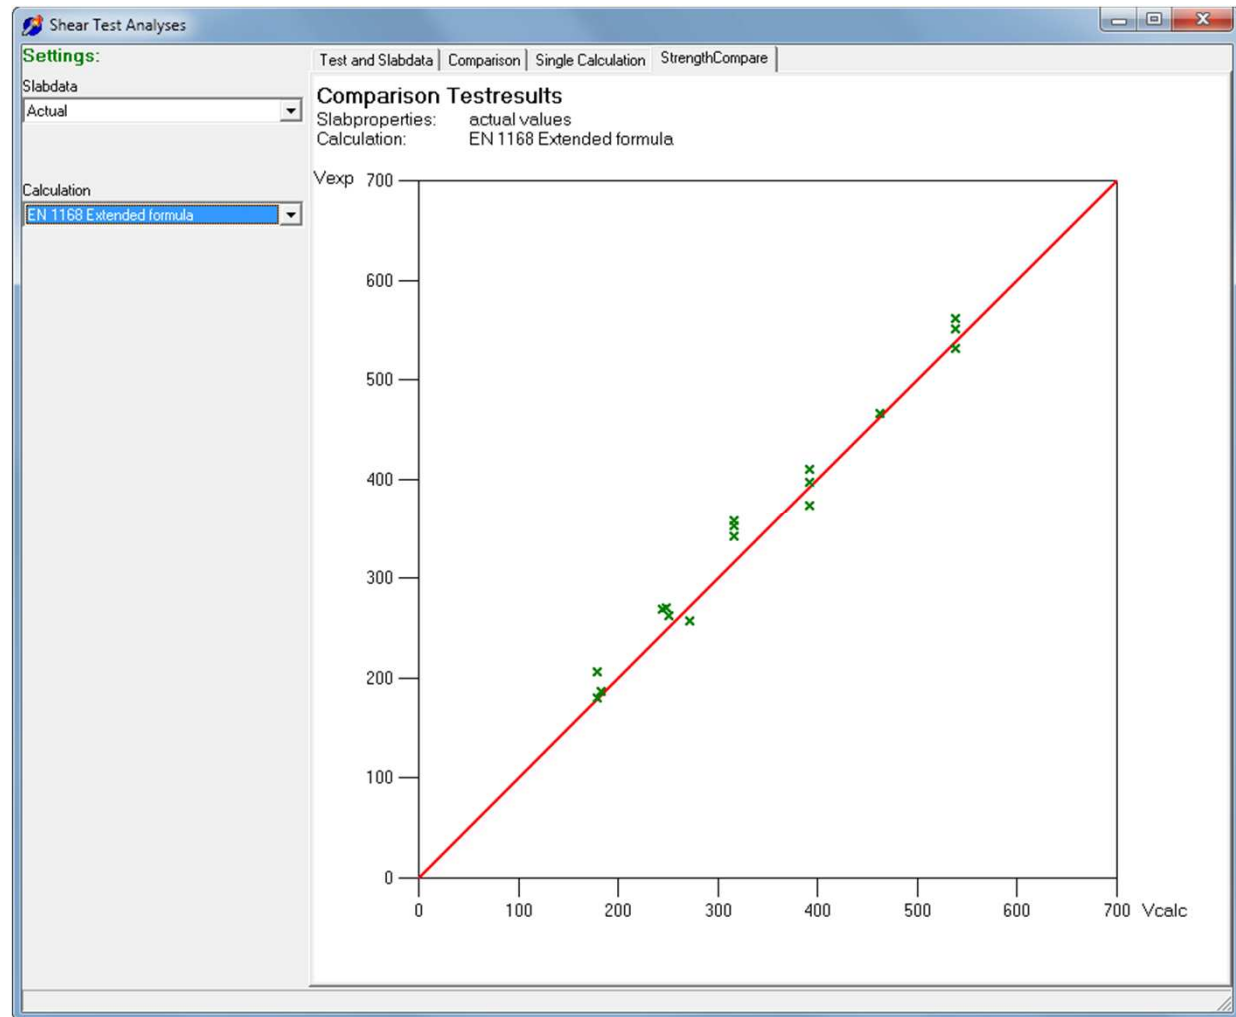 Shear Test Analyses
Settings:
Slabdata
Actual
Calculation
EN 1168 Extended formula
Test and Slabdata Comparison Single Calculation StrengthCompare
Comparison Testresults
Slabproperties: actual values
Calculation: EN 1168 Extended formula
Vexp 700
600
500
400
300
200
100
0
0 100 200 300 400 500 600 700 Vcalc